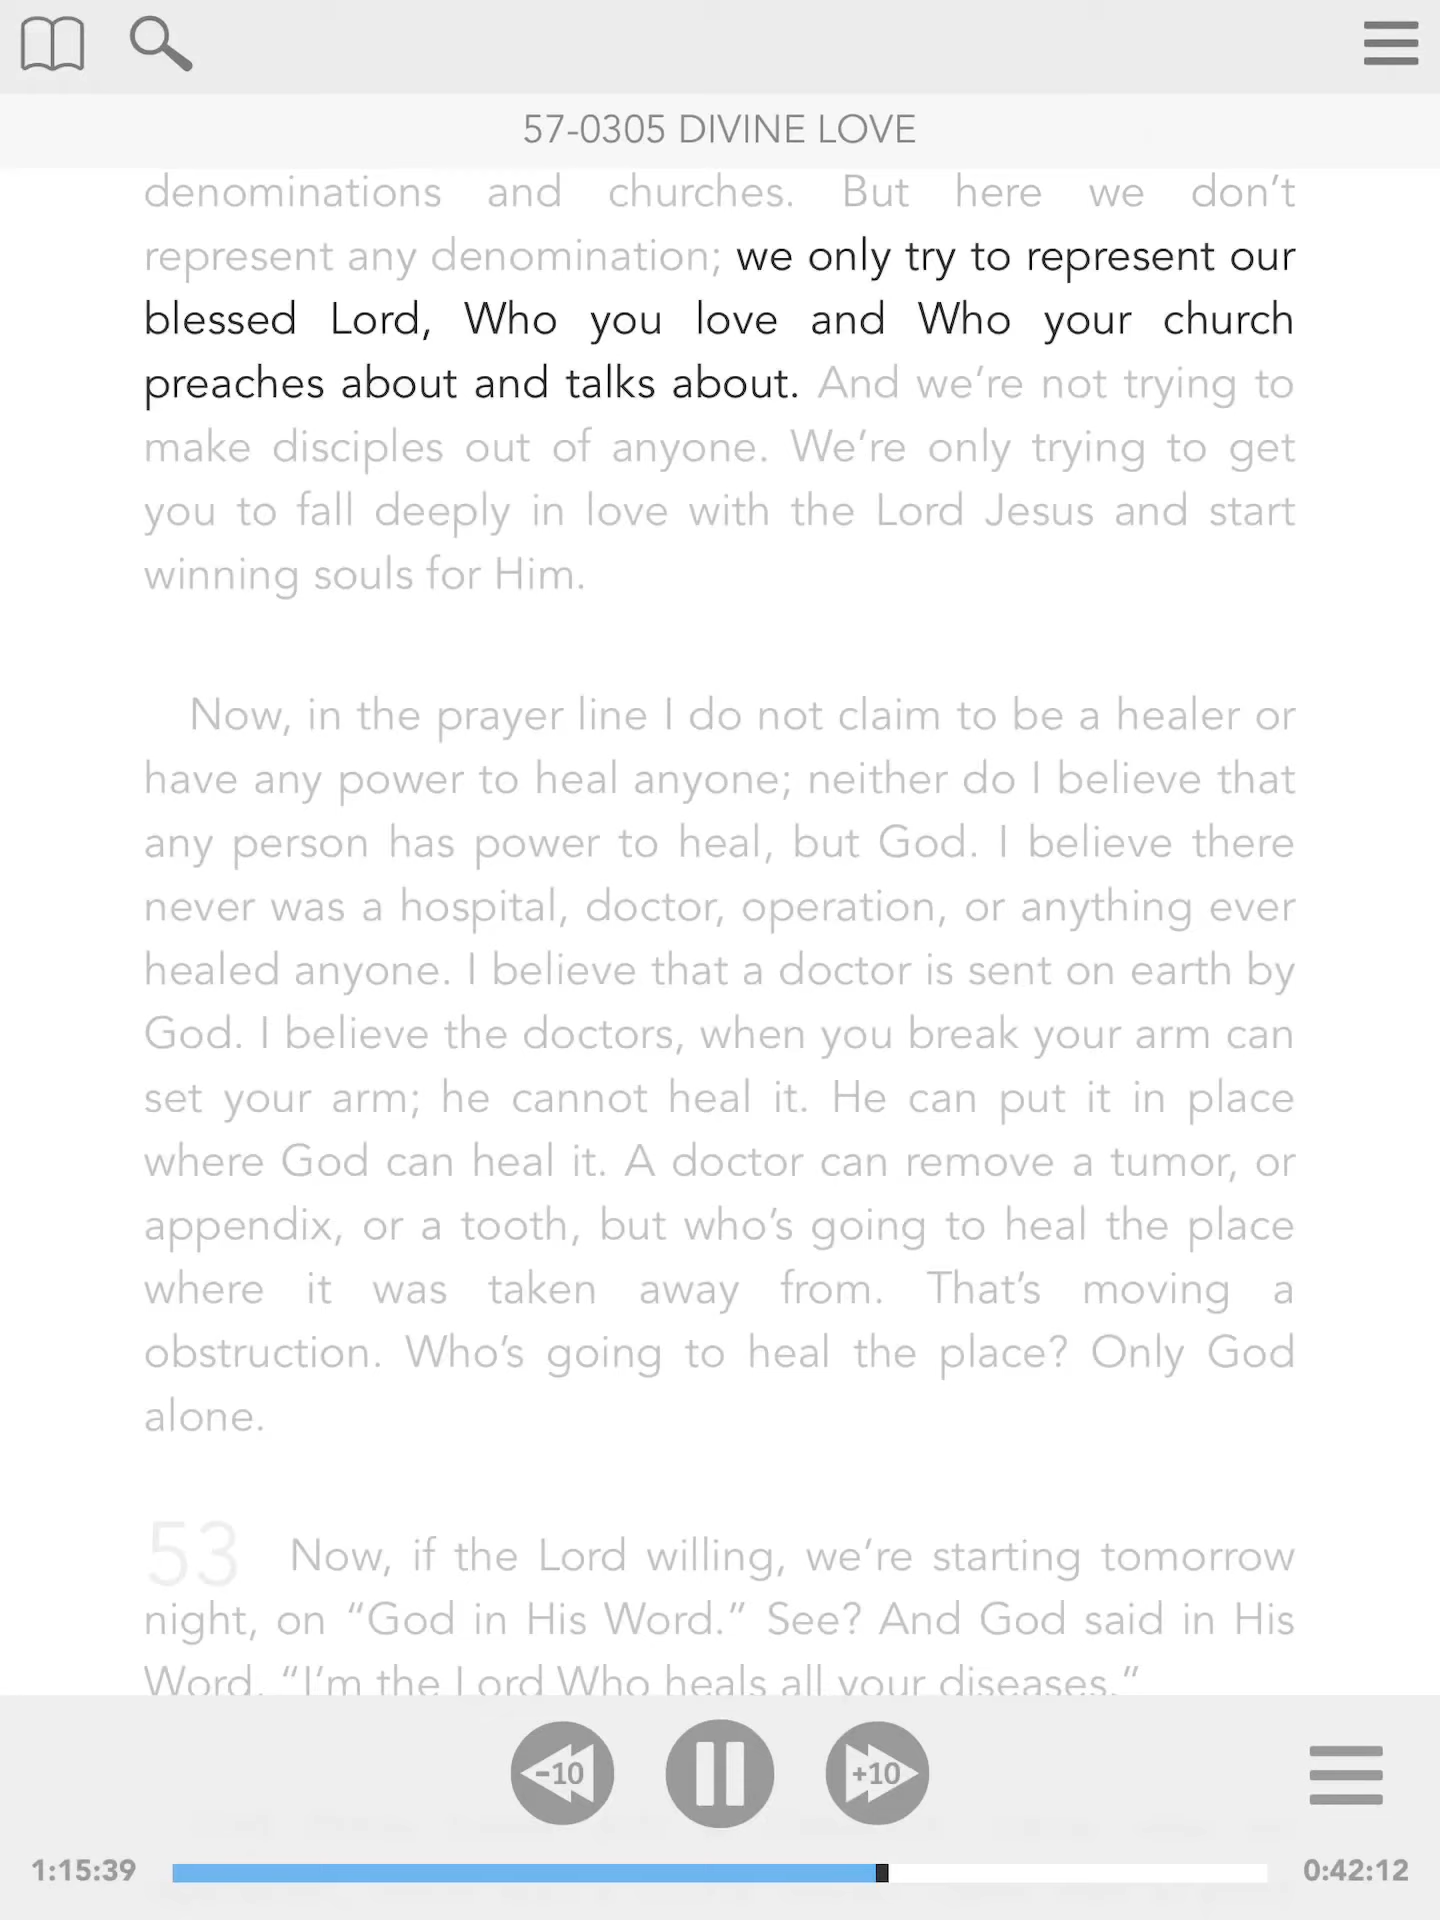 57-0305 DIVINE LOVE
denominations and churches. But here we don’t
represent any denomination; we only try to represent our
blessed Lord, Who you love and Who your church
preaches about and talks about. And we’re not trying to
make disciples out of anyone. We’re only trying to get
you to fall deeply in love with the Lord Jesus and start
winning souls for Him.
Now, in the prayer line I do not claim to be a healer or
have any power to heal anyone; neither do I believe that
any person has power to heal, but God. I believe there
never was a hospital, doctor, operation, or anything ever
healed anyone. I believe that a doctor is sent on earth by
God. I believe the doctors, when you break your arm can
set your arm; he cannot heal it. He can put it in place
where God can heal it. A doctor can remove a tumor, or
appendix, or a tooth, but who’s going to heal the place
where it was taken away from. That’s moving a
obstruction. Who’s going to heal the place? Only God
alone.
53 Now, if the Lord willing, we’re starting tomorrow
night, on “God in His Word.” See? And God said in His
Word, “I’m the Lord Who heals all your diseases.”
-10 +10
1:15:39 0:42:12